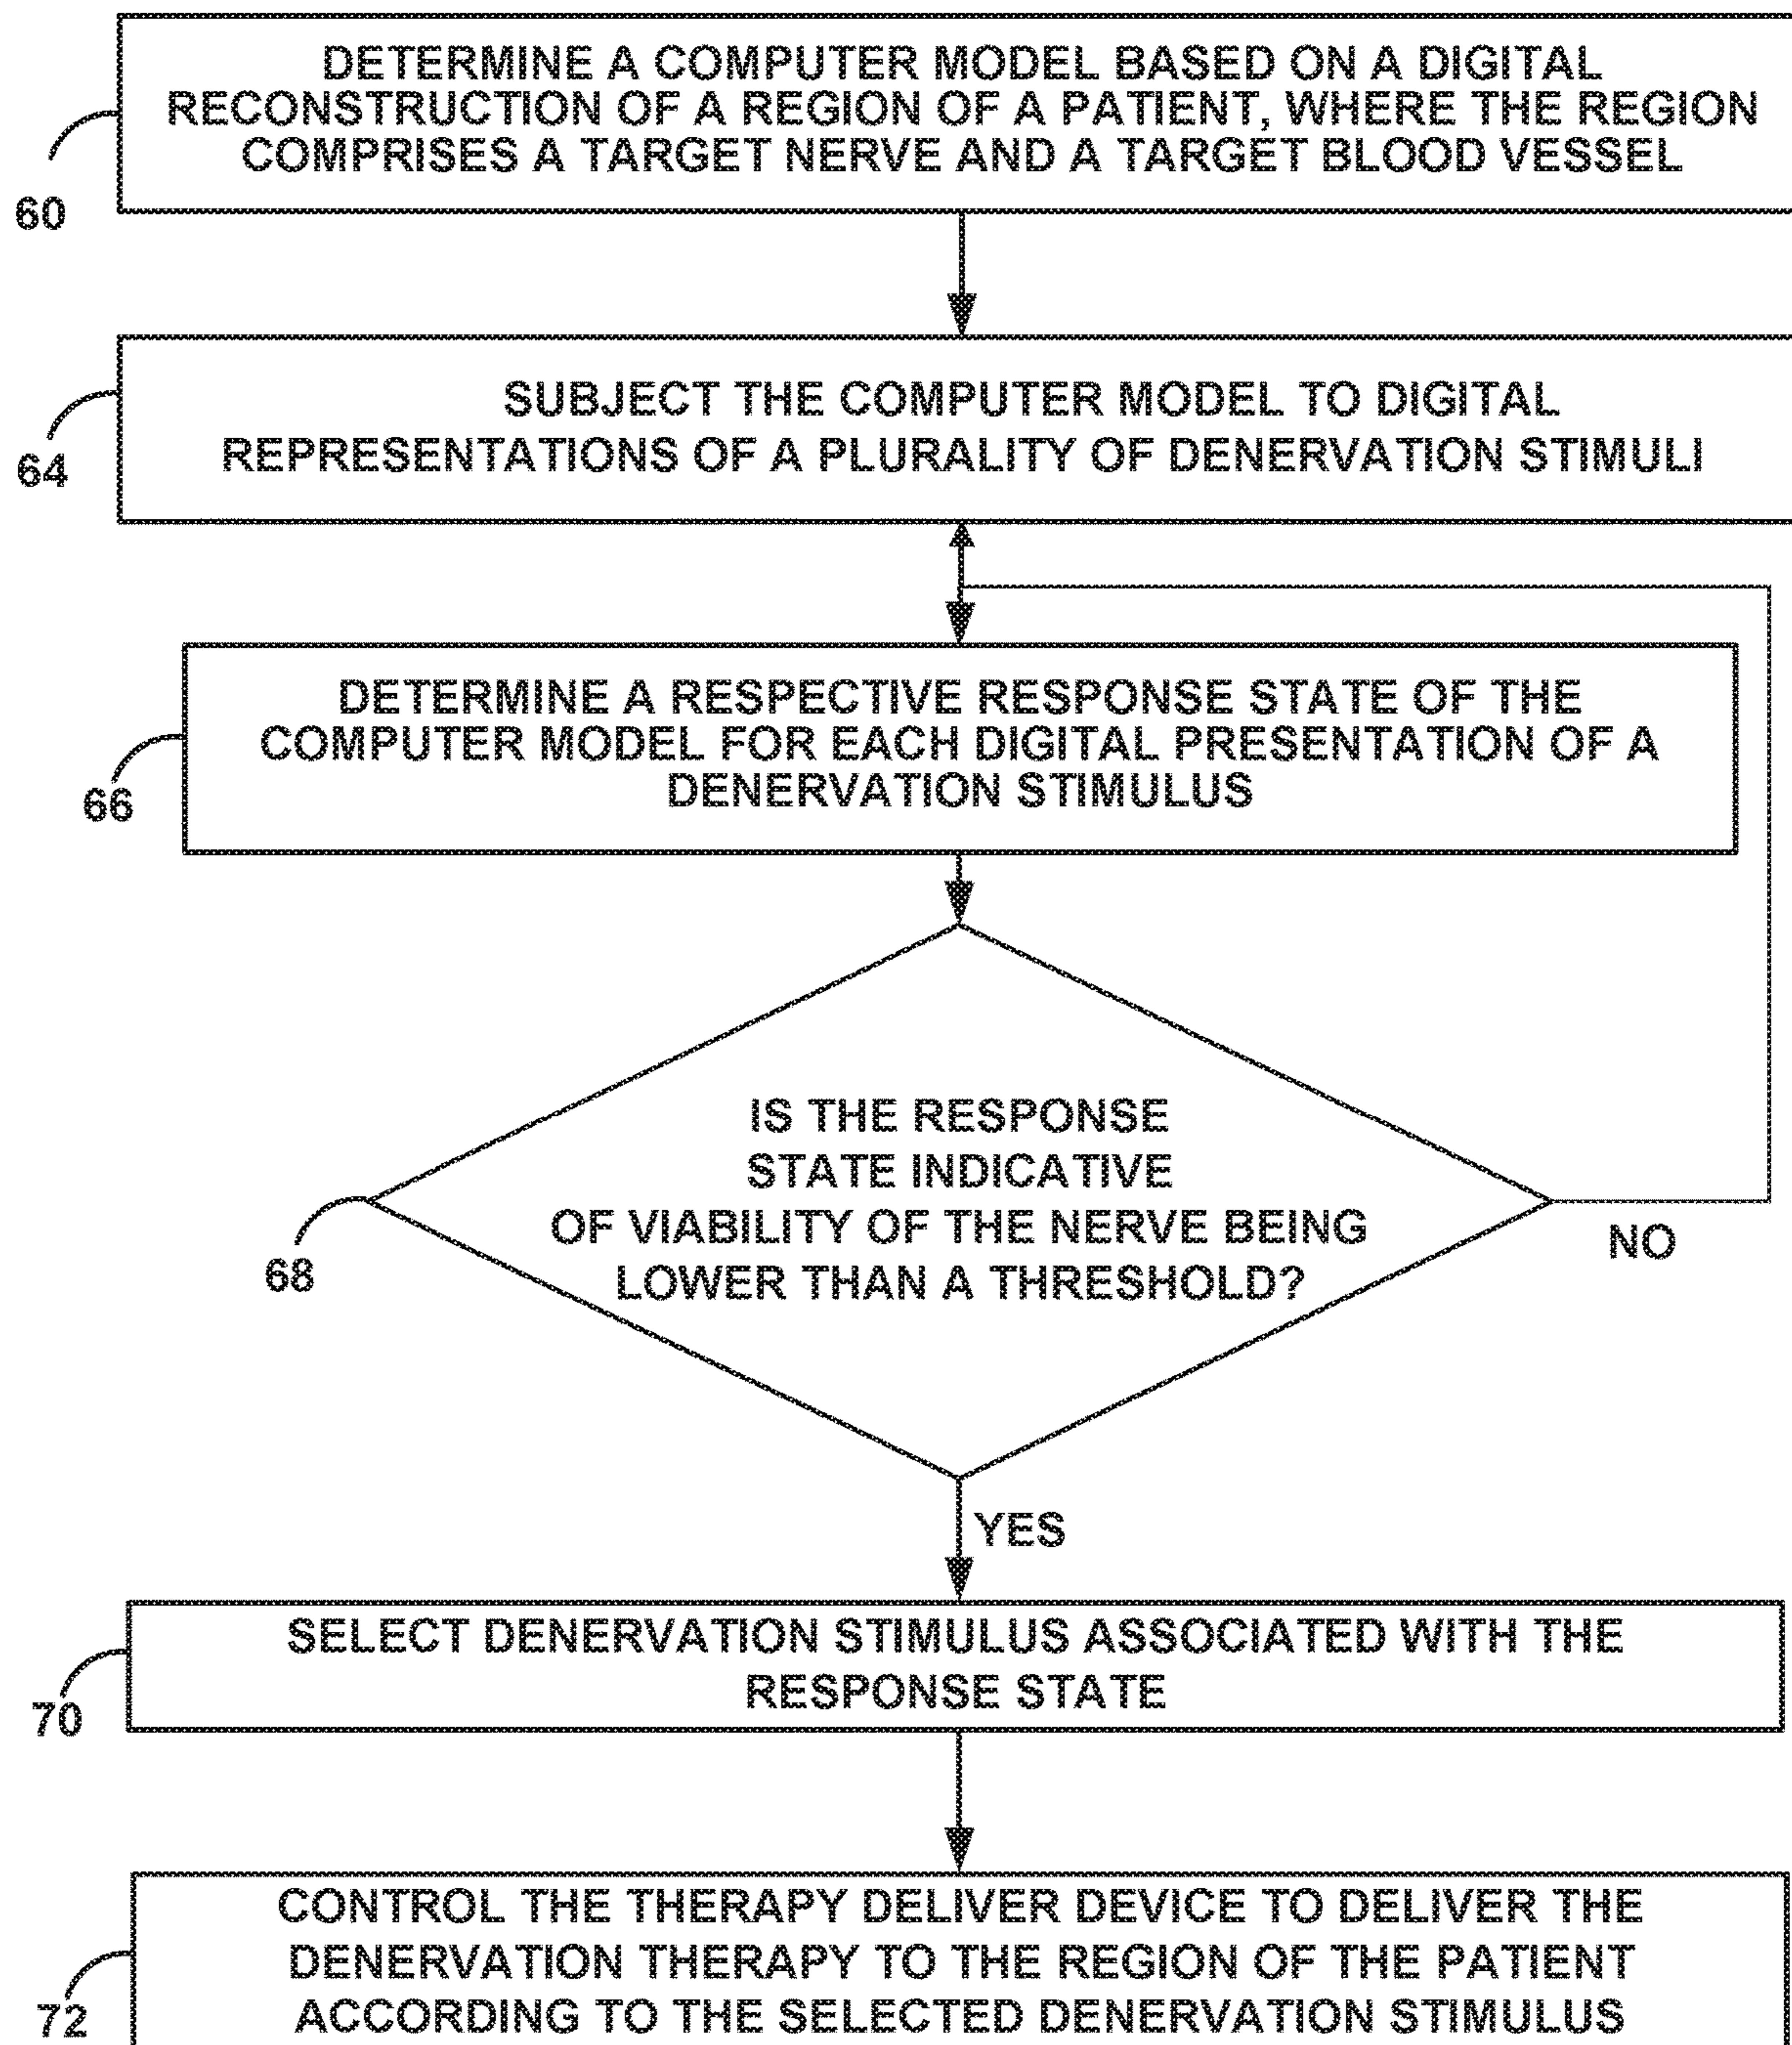 DETERMINE A COMPUTER MODEL BASED ON A DIGITAL
RECONSTRUCTION OF A REGION OF A PATIENT, WHERE THE REGION
COMPRISES A TARGET NERVE AND A TARGET BLOOD VESSEL
60
SUBJECT THE COMPUTER MODEL TO DIGITAL
REPRESENTATIONS OF A PLURALITY OF DENERVATION STIMULI
64
DETERMINE A RESPECTIVE RESPONSE STATE OF THE
COMPUTER MODEL FOR EACH DIGITAL PRESENTATION OF A
DENERVATION STIMULUS
66
IS THE RESPONSE
STATE INDICATIVE
OF VIABILITY OF THE NERVE BEING
LOWER THAN A THRESHOLD?
68
NO
YES
SELECT DENERVATION STIMULUS ASSOCIATED WITH THE
RESPONSE STATE
70
CONTROL THE THERAPY DELIVER DEVICE TO DELIVER THE
DENERVATION THERAPY TO THE REGION OF THE PATIENT
ACCORDING TO THE SELECTED DENERVATION STIMULUS
72